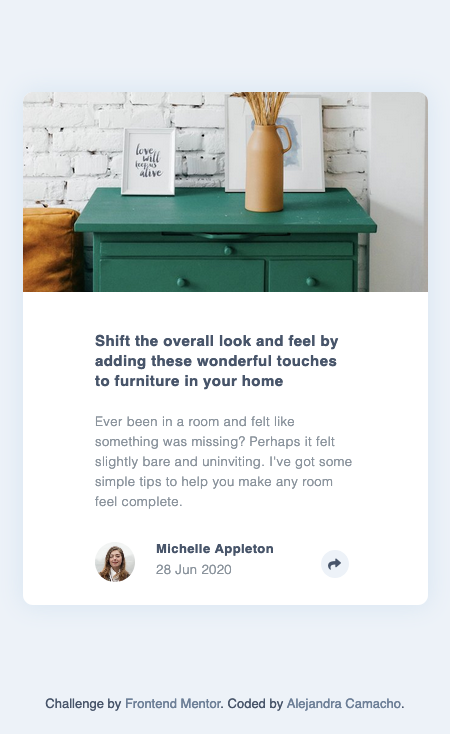 love
will
keep us
alive
Shift the overall look and feel by
adding these wonderful touches
to furniture in your home
Ever been in a room and felt like
something was missing? Perhaps it felt
slightly bare and uninviting. I've got some
simple tips to help you make any room
feel complete.
Michelle Appleton
28 Jun 2020
Challenge by Frontend Mentor. Coded by Alejandra Camacho.